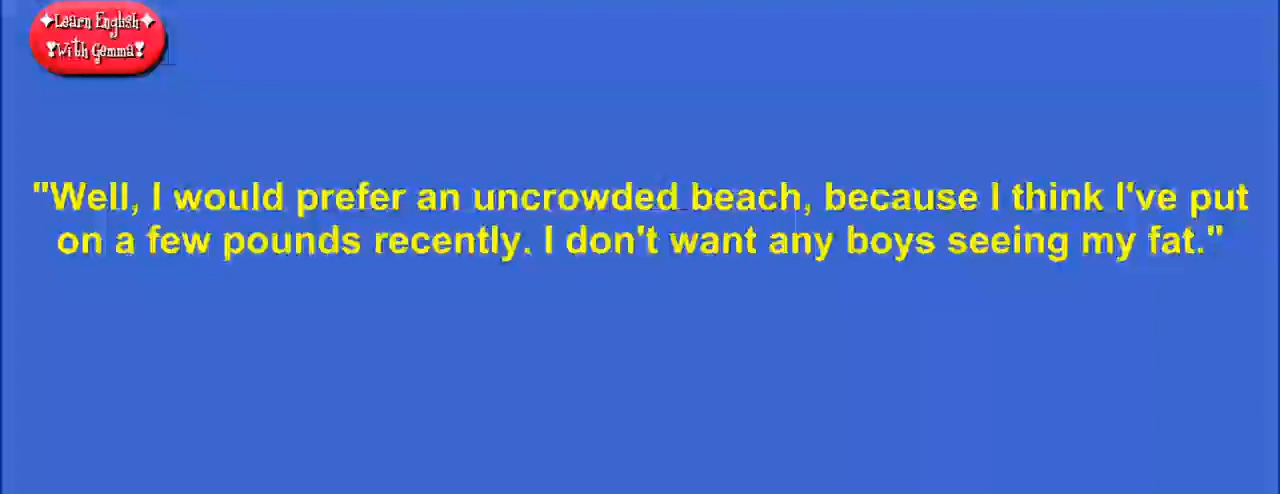 ✦Learn English✦
❣With Gemma❣
"Well, I would prefer an uncrowded beach, because I think I've put
on a few pounds recently. I don't want any boys seeing my fat."